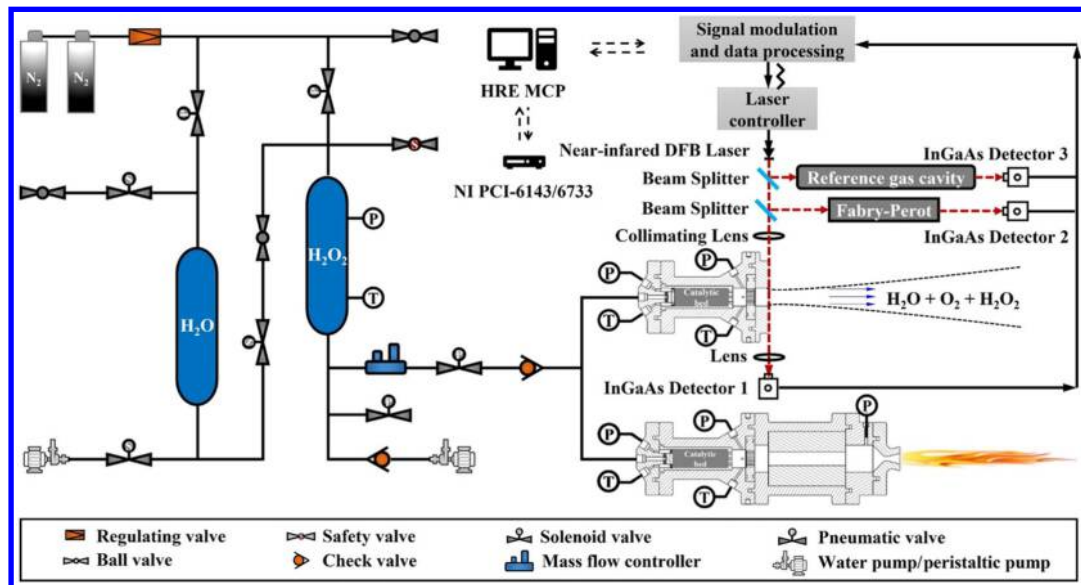 N2
N2
Signal modulation
and data processing
HRE MCP
Laser
controller
NI PCI-6143/6733
Near-infared DFB Laser
InGaAs Detector 3
Beam Splitter
Reference gas cavity
Beam Splitter
Fabry-Perot
InGaAs Detector 2
Collimating Lens
S
S
H2O
H2O2
P
T
P
P
T
T
Catalytic
bed
H2O + O2 + H2O2
Lens
InGaAs Detector 1
S
P
P
P
T
T
Catalytic
bed
Regulating valve
Safety valve
Solenoid valve
Pneumatic valve
Ball valve
Check valve
Mass flow controller
Water pump/peristaltic pump